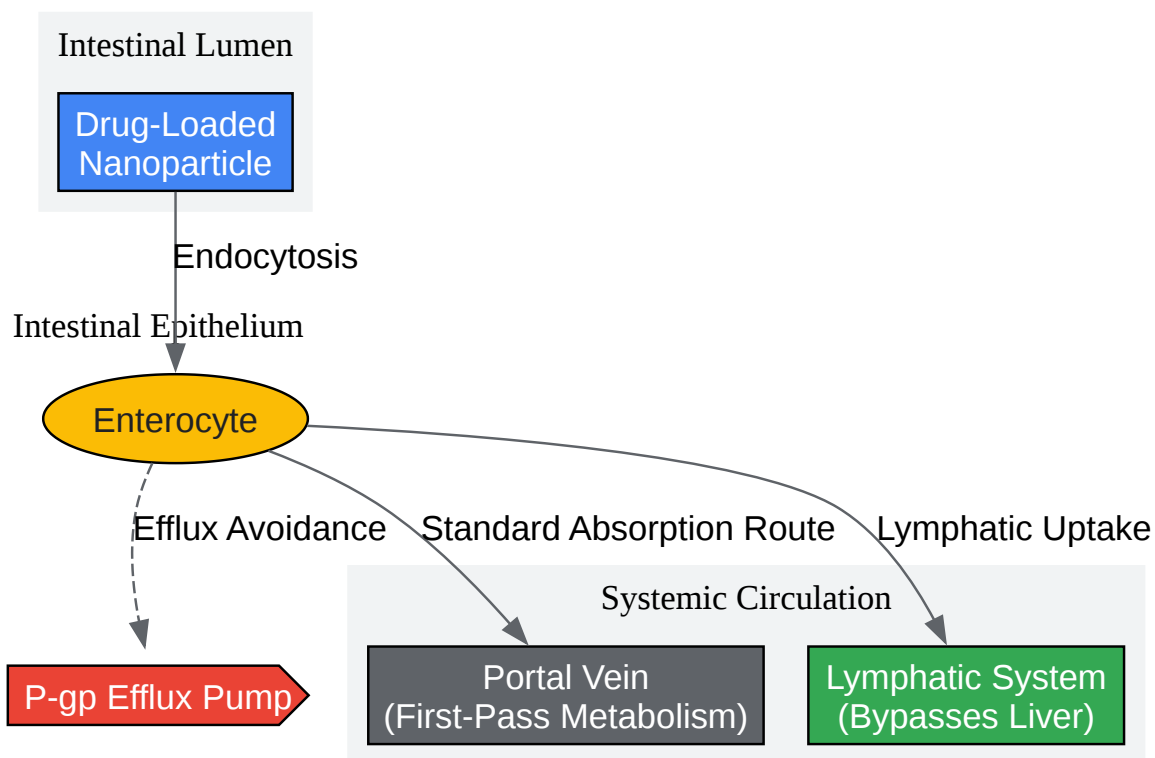 Intestinal Lumen
Drug-Loaded
Nanoparticle
Endocytosis
Intestinal Epithelium
Enterocyte
Efflux Avoidance
Standard Absorption Route
Lymphatic Uptake
Systemic Circulation
P-gp Efflux Pump
Portal Vein
(First-Pass Metabolism)
Lymphatic System
(Bypasses Liver)